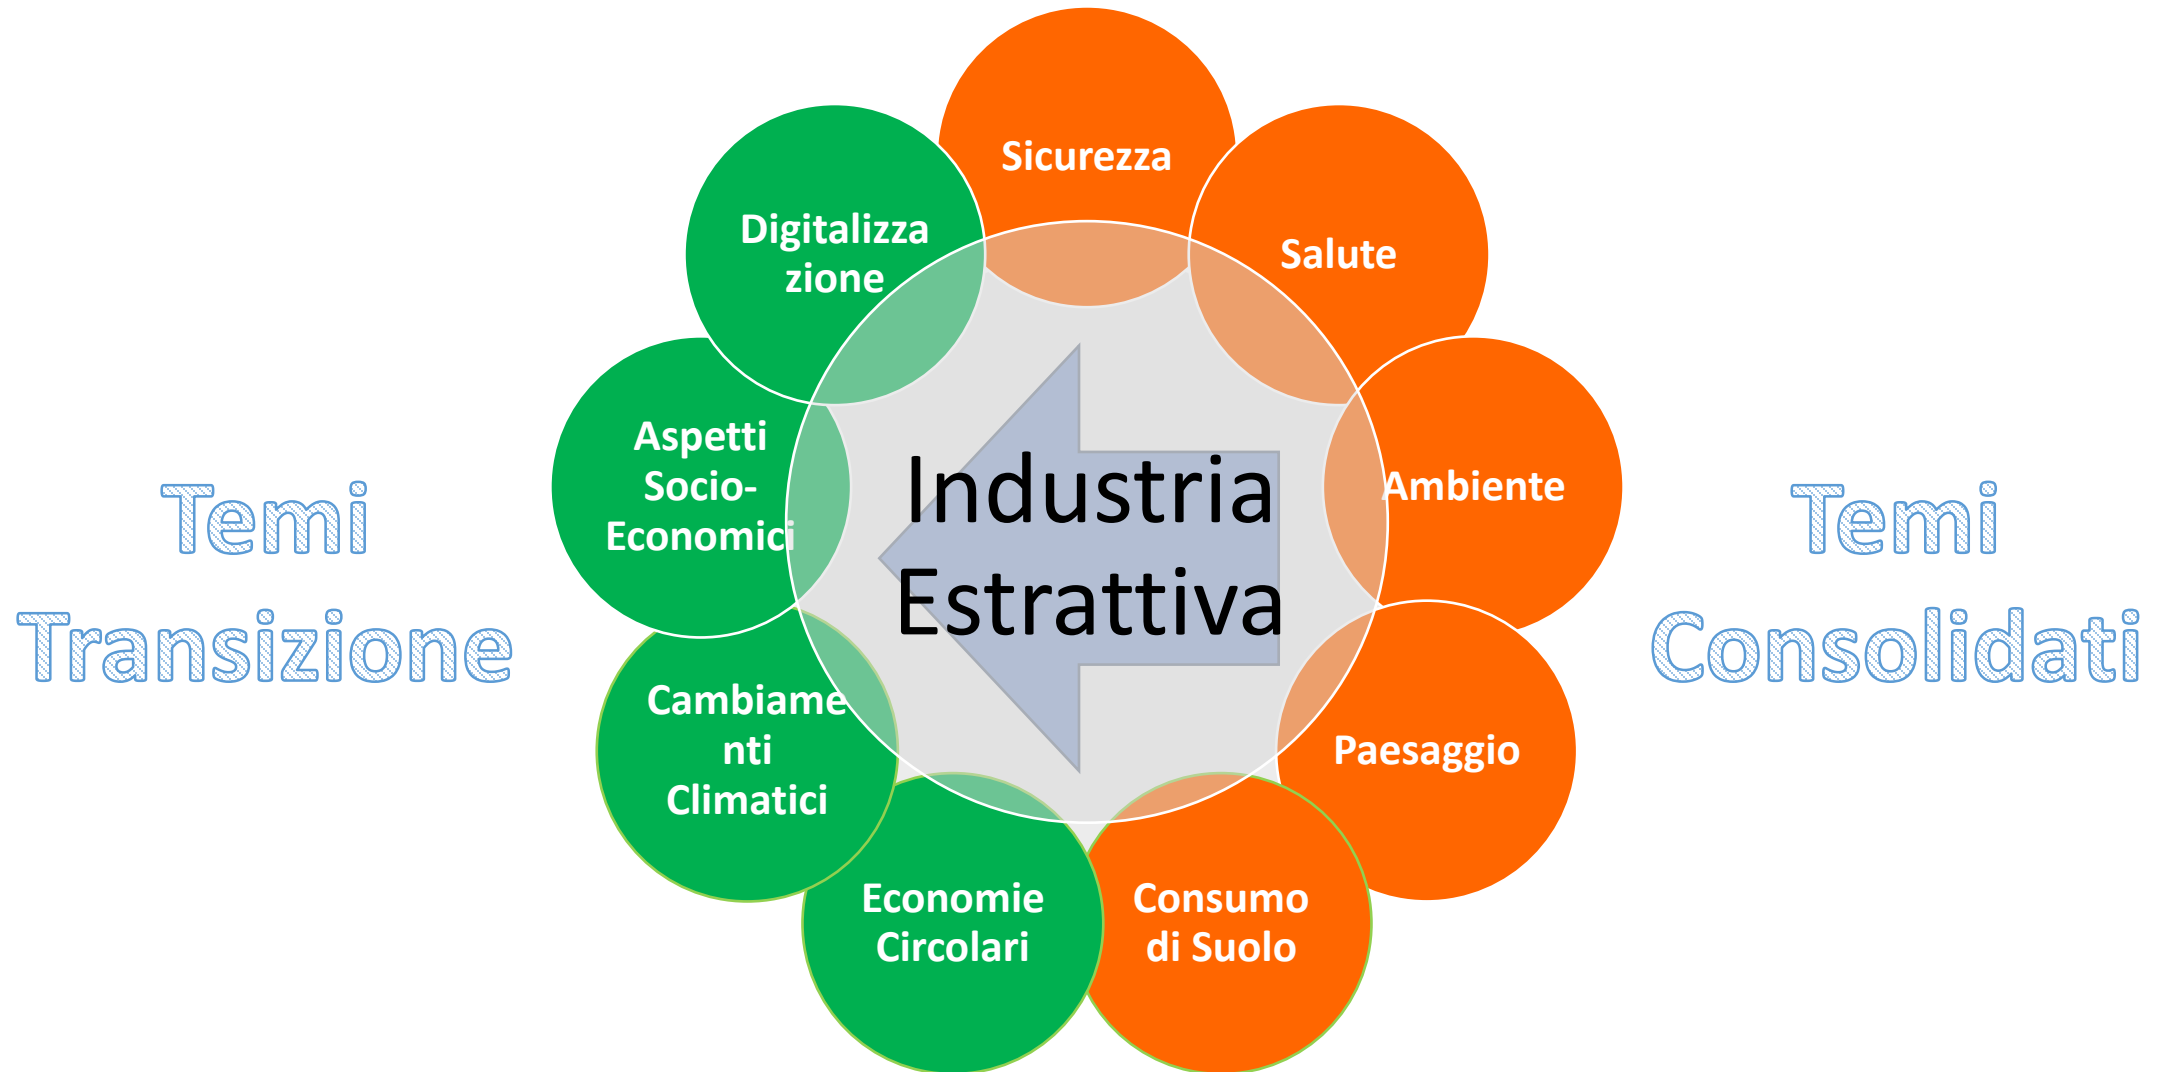 Sicurezza
Salute
Ambiente
Paesaggio
Consumo
di Suolo
Economie
Circolari
Cambiame
nti
Climatici
Aspetti
Socio-
Economici
Digitalizza
zione
Industria
Estrattiva
Temi
Transizione
Temi
Consolidati